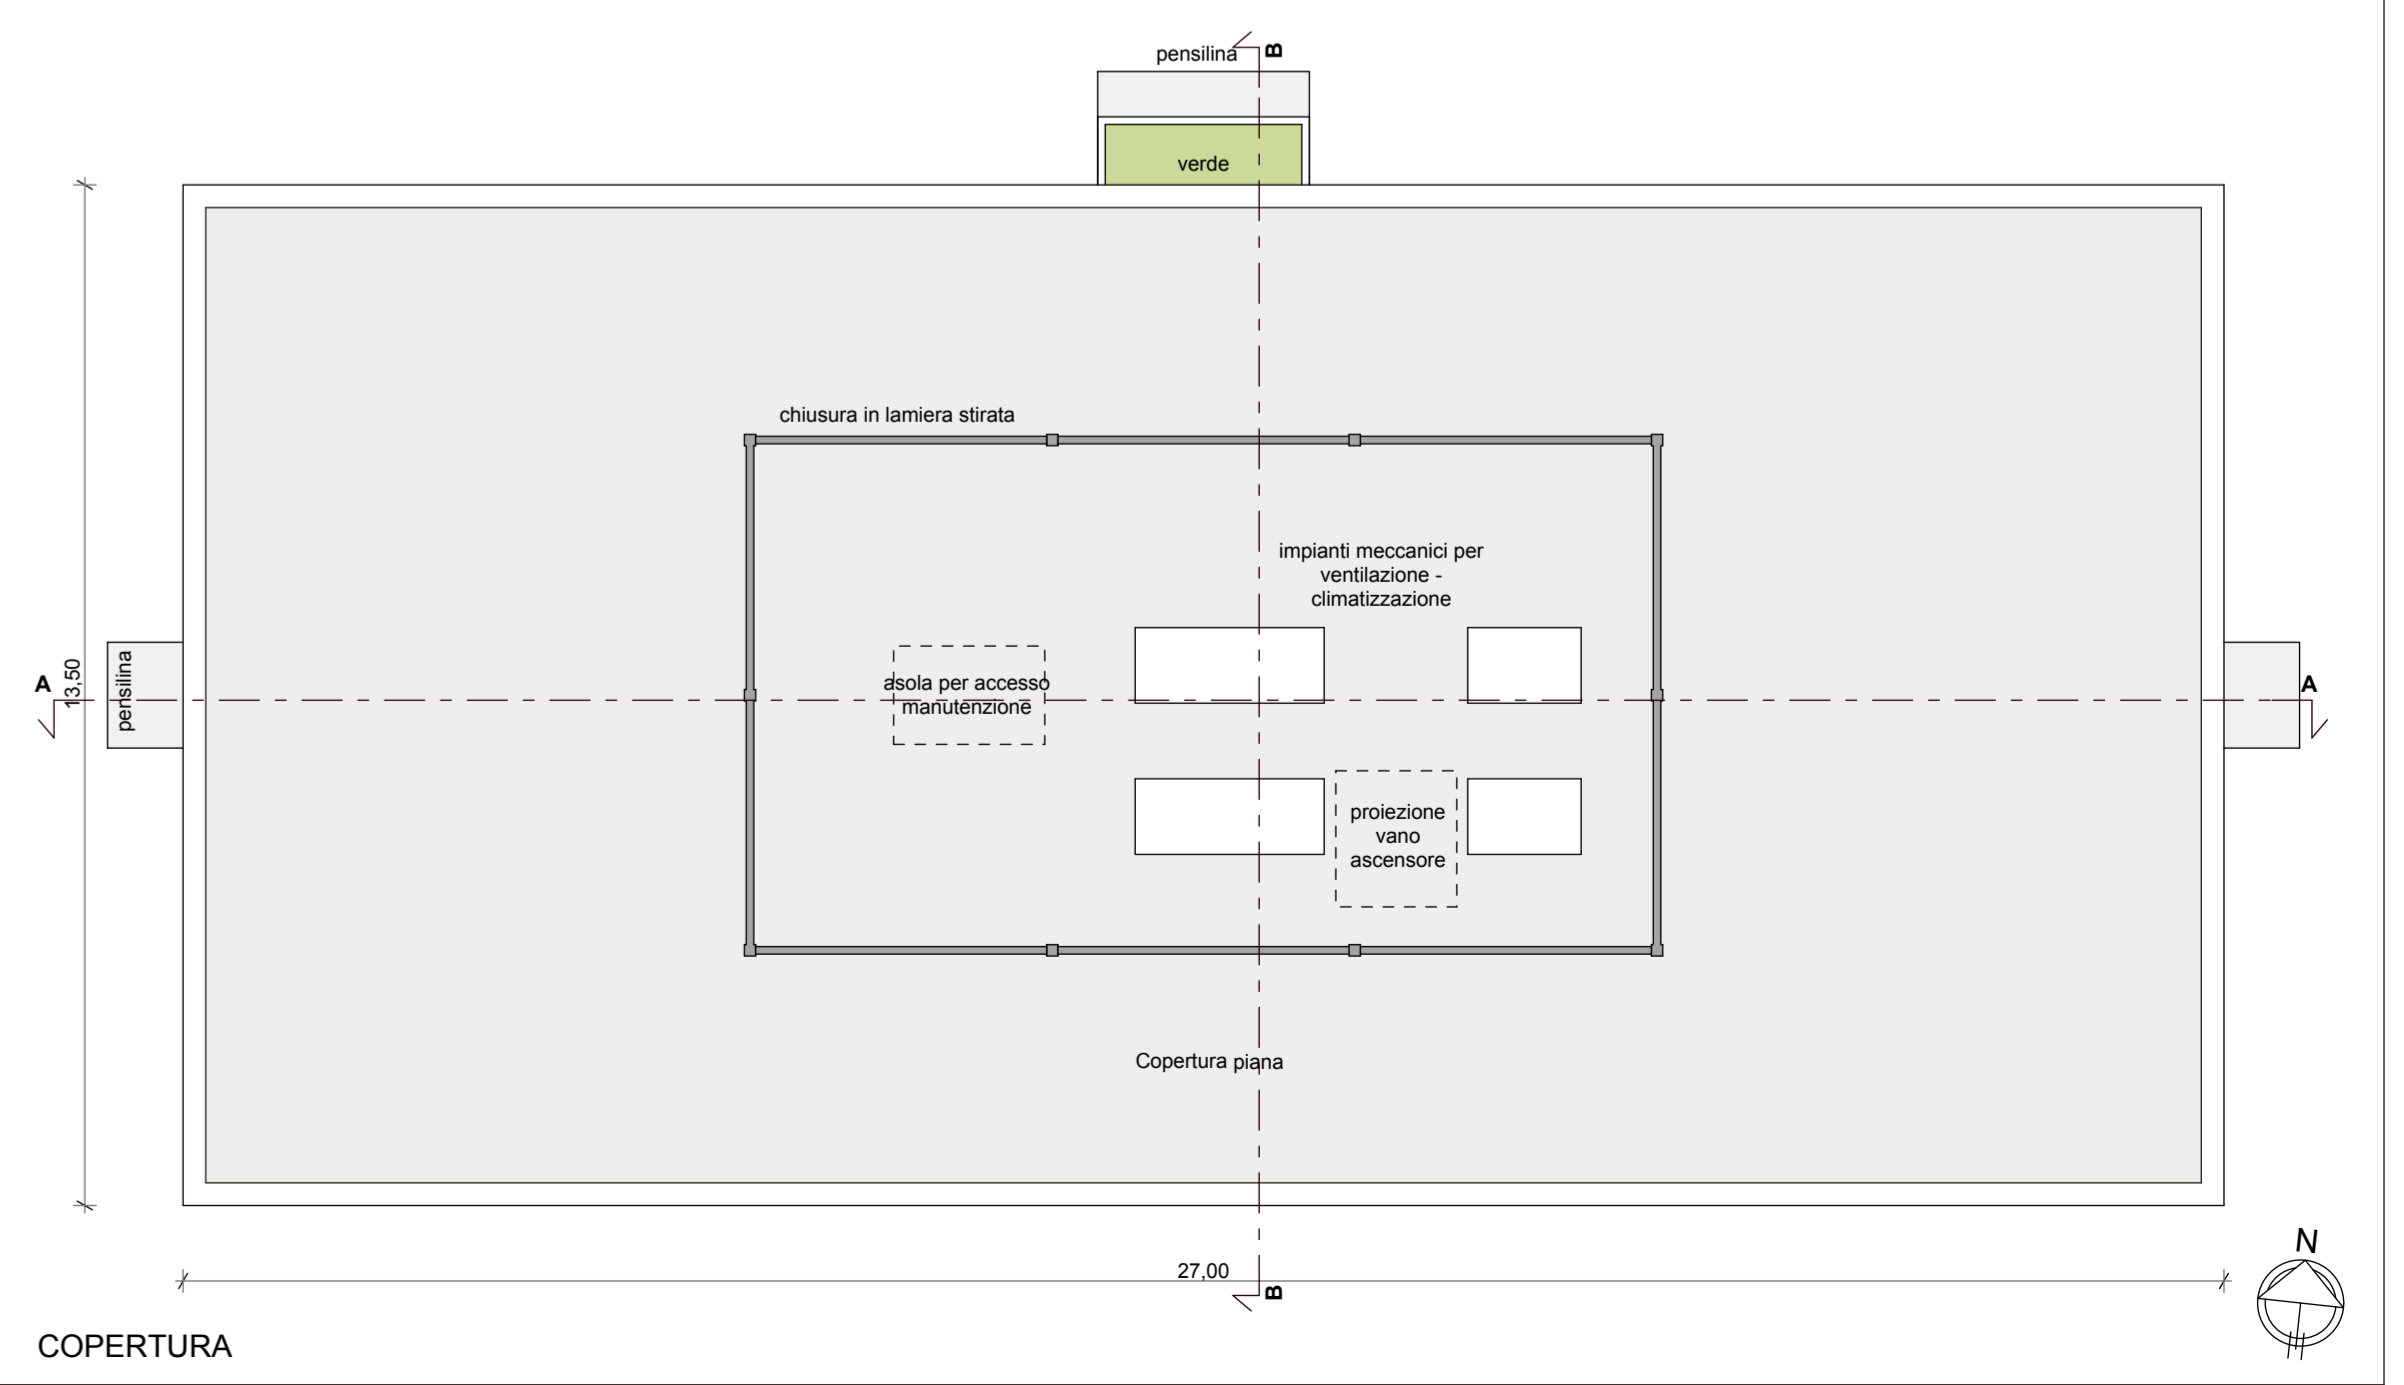 pensilina
B
verde
chiusura in lamiera stirata
impianti meccanici per
ventilazione -
climatizzazione
A
13,50
pensilina
asola per accesso
manutenzione
A
proiezione
vano
ascensore
Copertura piana
27,00
B
N
COPERTURA